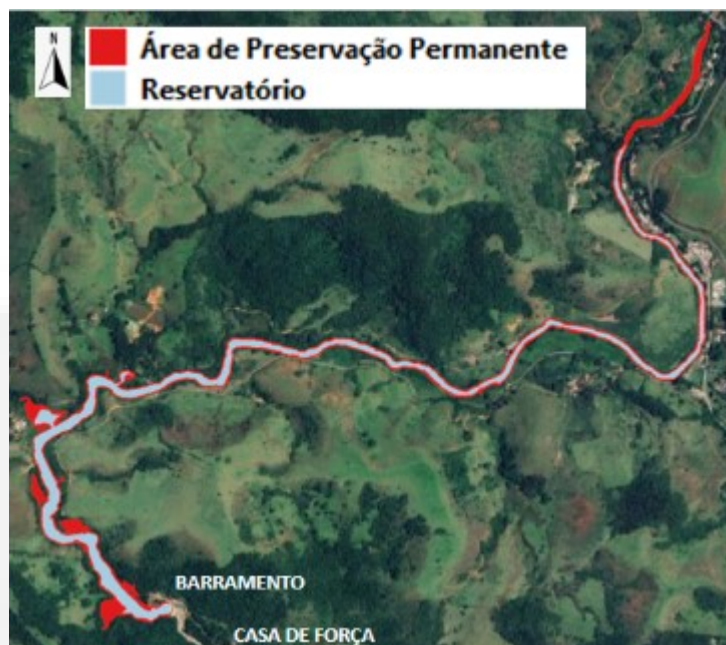 N
Área de Preservação Permanente
Reservatório
BARRAMENTO
CASA DE FORÇA